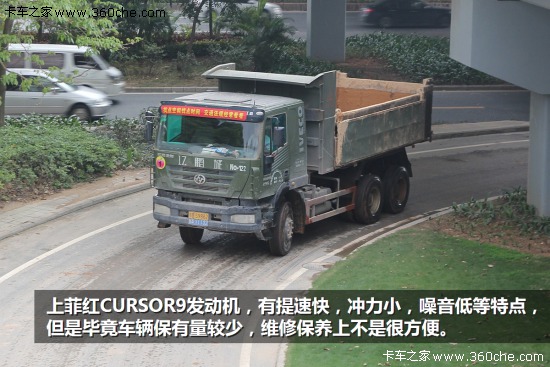 卡车之家 www.360che.com
IVECO
No-122
上菲红CURSOR9发动机，有提速快，冲力小，噪音低等特点，
但是毕竟车辆保有量较少，维修保养上不是很方便。
卡车之家 www.360che.com